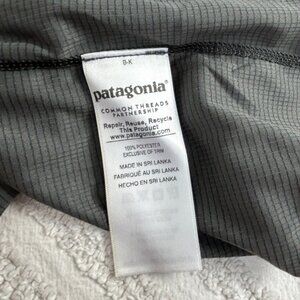 B-K
patagonia®
COMMON THREADS
PARTNERSHIP
Repair, Reuse, Recycle
This Product
www.patagonia.com
100% POLYESTER
EXCLUSIVE OF TRIM
MADE IN SRI LANKA
FABRIQUÉ AU SRI LANKA
HECHO EN SRI LANKA